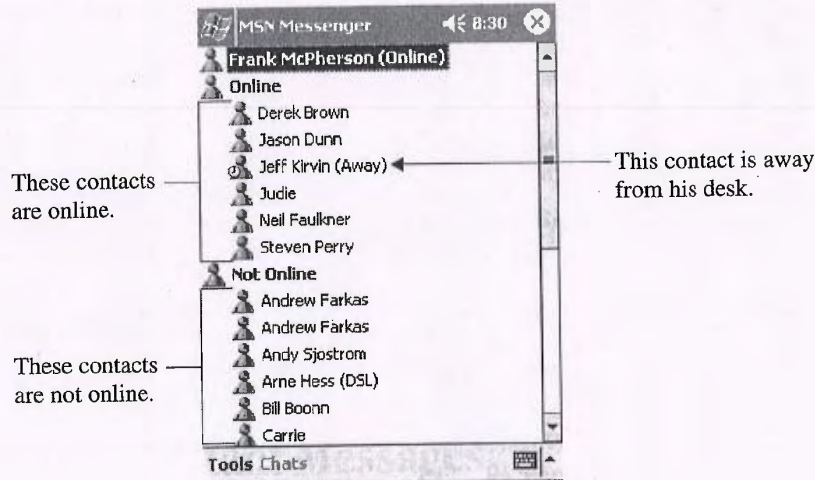 MSN Messenger 8:30
Frank McPherson (Online)
Online
Derek Brown
Jason Dunn
Jeff Kirvin (Away)
Judie
Neil Faulkner
Steven Perry
Not Online
Andrew Farkas
Andrew Farkas
Andy Sjostrom
Arne Hess (DSL)
Bill Boonn
Carrie
Tools Chats
These contacts
are online.
This contact is away
from his desk.
These contacts
are not online.